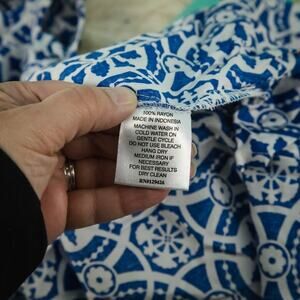 100% RAYON
MADE IN INDONESIA
MACHINE WASH IN
COLD WATER ON
GENTLE CYCLE
DO NOT USE BLEACH
HANG DRY
MEDIUM IRON IF
NECESSARY
FOR BEST RESULTS
DRY CLEAN
RN#125426